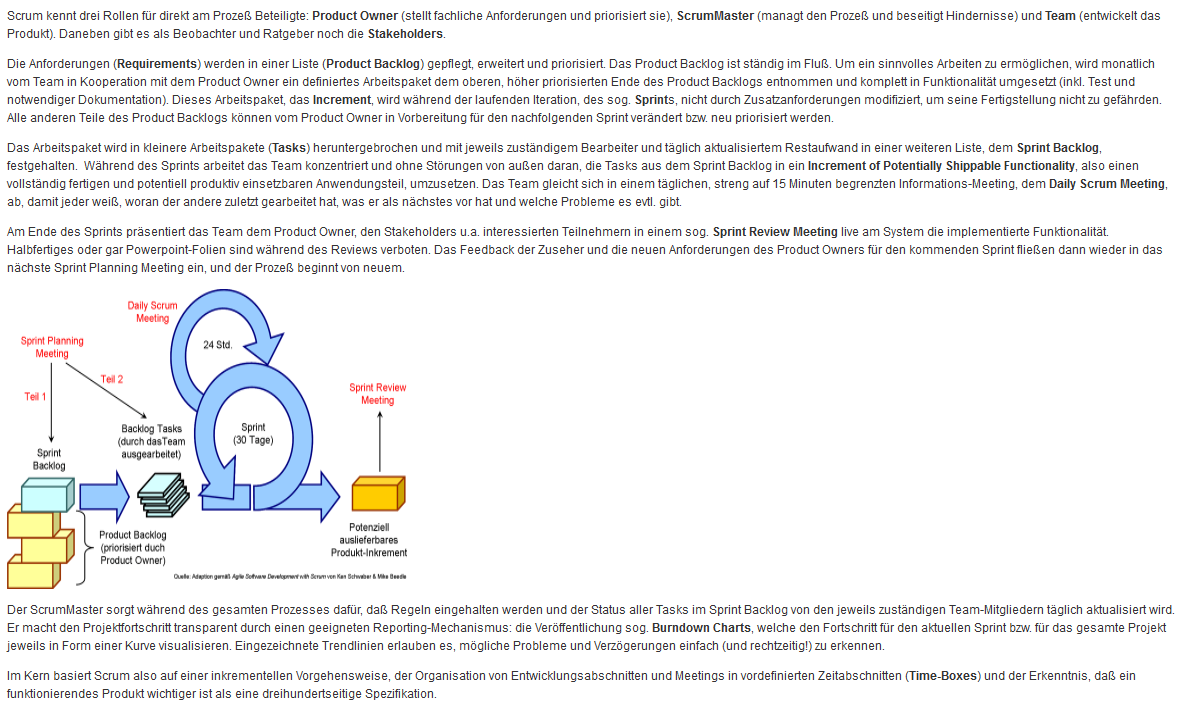 Scrum kennt drei Rollen für direkt am Prozeß Beteiligte: Product Owner (stellt fachliche Anforderungen und priorisiert sie), ScrumMaster (managt den Prozeß und beseitigt Hindernisse) und Team (entwickelt das
Produkt). Daneben gibt es als Beobachter und Ratgeber noch die Stakeholders.
Die Anforderungen (Requirements) werden in einer Liste (Product Backlog) gepflegt, erweitert und priorisiert. Das Product Backlog ist ständig im Fluß. Um ein sinnvolles Arbeiten zu ermöglichen, wird monatlich
vom Team in Kooperation mit dem Product Owner ein definiertes Arbeitspaket dem oberen, höher priorisierten Ende des Product Backlogs entnommen und komplett in Funktionalität umgesetzt (inkl. Test und
notwendiger Dokumentation). Dieses Arbeitspaket, das Increment, wird während der laufenden Iteration, des sog. Sprints, nicht durch Zusatzanforderungen modifiziert, um seine Fertigstellung nicht zu gefährden.
Alle anderen Teile des Product Backlogs können vom Product Owner in Vorbereitung für den nachfolgenden Sprint verändert bzw. neu priorisiert werden.
Das Arbeitspaket wird in kleinere Arbeitspakete (Tasks) heruntergebrochen und mit jeweils zuständigem Bearbeiter und täglich aktualisiertem Restaufwand in einer weiteren Liste, dem Sprint Backlog,
festgehalten. Während des Sprints arbeitet das Team konzentriert und ohne Störungen von außen daran, die Tasks aus dem Sprint Backlog in ein Increment of Potentially Shippable Functionality, also einen
vollständig fertigen und potentiell produktiv einsetzbaren Anwendungsteil, umzusetzen. Das Team gleicht sich in einem täglichen, streng auf 15 Minuten begrenzten Informations-Meeting, dem Daily Scrum Meeting,
ab, damit jeder weiß, woran der andere zuletzt gearbeitet hat, was er als nächstes vor hat und welche Probleme es evtl. gibt.
Am Ende des Sprints präsentiert das Team dem Product Owner, den Stakeholders u.a. interessierten Teilnehmern in einem sog. Sprint Review Meeting live am System die implementierte Funktionalität.
Halbfertiges oder gar Powerpoint-Folien sind während des Reviews verboten. Das Feedback der Zuseher und die neuen Anforderungen des Product Owners für den kommenden Sprint fließen dann wieder in das
nächste Sprint Planning Meeting ein, und der Prozeß beginnt von neuem.
Daily Scrum
Meeting
24 Std.
Sprint Planning
Meeting
Teil 2
Teil 1
Sprint Review
Meeting
Backlog Tasks
(durch dasTeam
ausgearbeitet)
Sprint
(30 Tage)
Sprint
Backlog
Product Backlog
(priorisiert duch
Product Owner)
Potenziell
auslieferbares
Produkt-Inkrement
Quelle: Adaption gemäß Agile Software Development with Scrum von Ken Schwaber & Mike Beedle
Der ScrumMaster sorgt während des gesamten Prozesses dafür, daß Regeln eingehalten werden und der Status aller Tasks im Sprint Backlog von den jeweils zuständigen Team-Mitgliedern täglich aktualisiert wird.
Er macht den Projektfortschritt transparent durch einen geeigneten Reporting-Mechanismus: die Veröffentlichung sog. Burndown Charts, welche den Fortschritt für den aktuellen Sprint bzw. für das gesamte Projekt
jeweils in Form einer Kurve visualisieren. Eingezeichnete Trendlinien erlauben es, mögliche Probleme und Verzögerungen einfach (und rechtzeitig!) zu erkennen.
Im Kern basiert Scrum also auf einer inkrementellen Vorgehensweise, der Organisation von Entwicklungsabschnitten und Meetings in vordefinierten Zeitabschnitten (Time-Boxes) und der Erkenntnis, daß ein
funktionierendes Produkt wichtiger ist als eine dreihundertseitige Spezifikation.